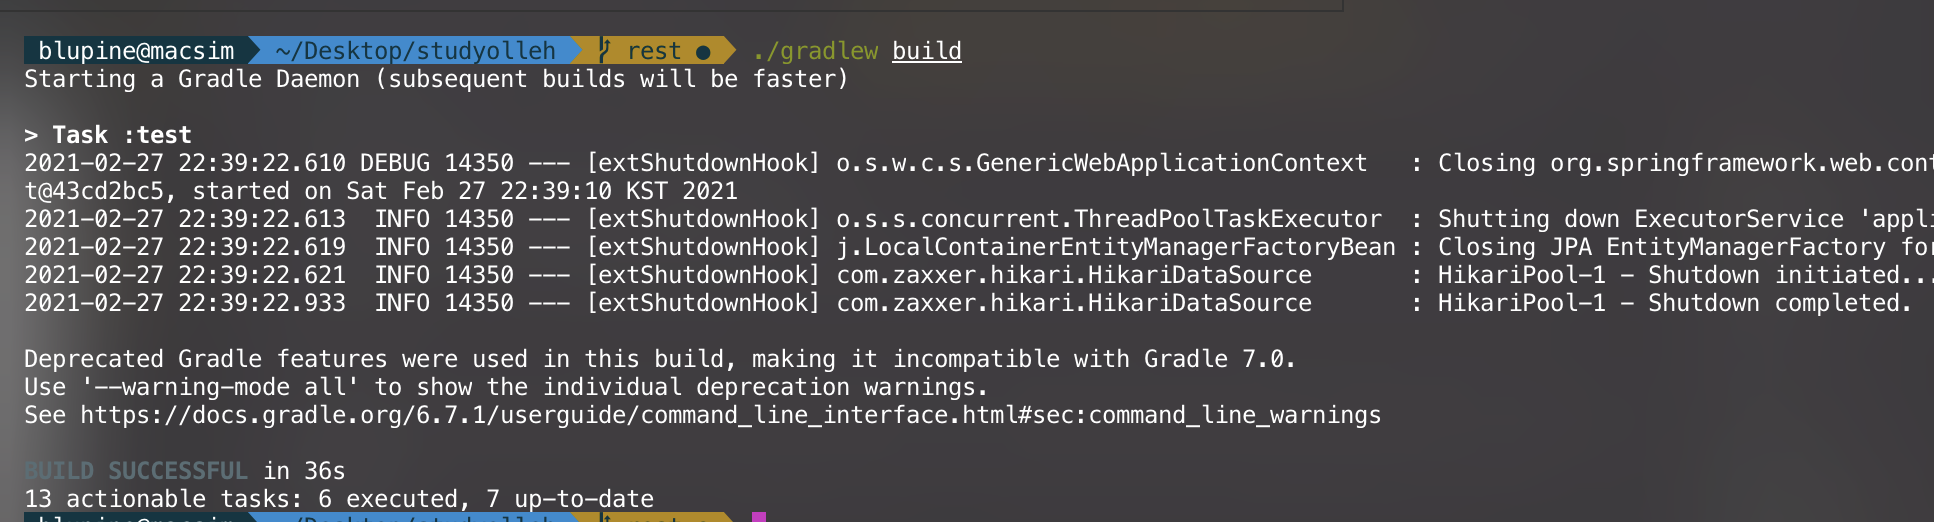 blupine@macsim ~/Desktop/studyolleh rest ● ./gradlew build
Starting a Gradle Daemon (subsequent builds will be faster)
> Task :test
2021-02-27 22:39:22.610 DEBUG 14350 --- [extShutdownHook] o.s.w.c.s.GenericWebApplicationContext   : Closing org.springframework.web.con
t@43cd2bc5, started on Sat Feb 27 22:39:10 KST 2021
2021-02-27 22:39:22.613  INFO 14350 --- [extShutdownHook] o.s.s.concurrent.ThreadPoolTaskExecutor  : Shutting down ExecutorService 'appli
2021-02-27 22:39:22.619  INFO 14350 --- [extShutdownHook] j.LocalContainerEntityManagerFactoryBean : Closing JPA EntityManagerFactory for
2021-02-27 22:39:22.621  INFO 14350 --- [extShutdownHook] com.zaxxer.hikari.HikariDataSource       : HikariPool-1 - Shutdown initiated...
2021-02-27 22:39:22.933  INFO 14350 --- [extShutdownHook] com.zaxxer.hikari.HikariDataSource       : HikariPool-1 - Shutdown completed.
Deprecated Gradle features were used in this build, making it incompatible with Gradle 7.0.
Use '--warning-mode all' to show the individual deprecation warnings.
See https://docs.gradle.org/6.7.1/userguide/command_line_interface.html#sec:command_line_warnings
BUILD SUCCESSFUL in 36s
13 actionable tasks: 6 executed, 7 up-to-date
blupine@macsim ~/Desktop/studyolleh